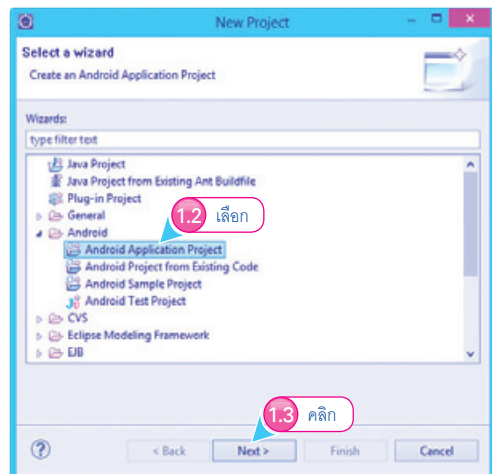 New Project
Select a wizard
Create an Android Application Project
Wizards:
type filter text
Java Project
Java Project from Existing Ant Buildfile
Plug-in Project
General
1.2 เลือก
Android
Android Application Project
Android Project from Existing Code
Android Sample Project
Android Test Project
CVS
Eclipse Modeling Framework
EJB
1.3 คลิก
? < Back Next > Finish Cancel